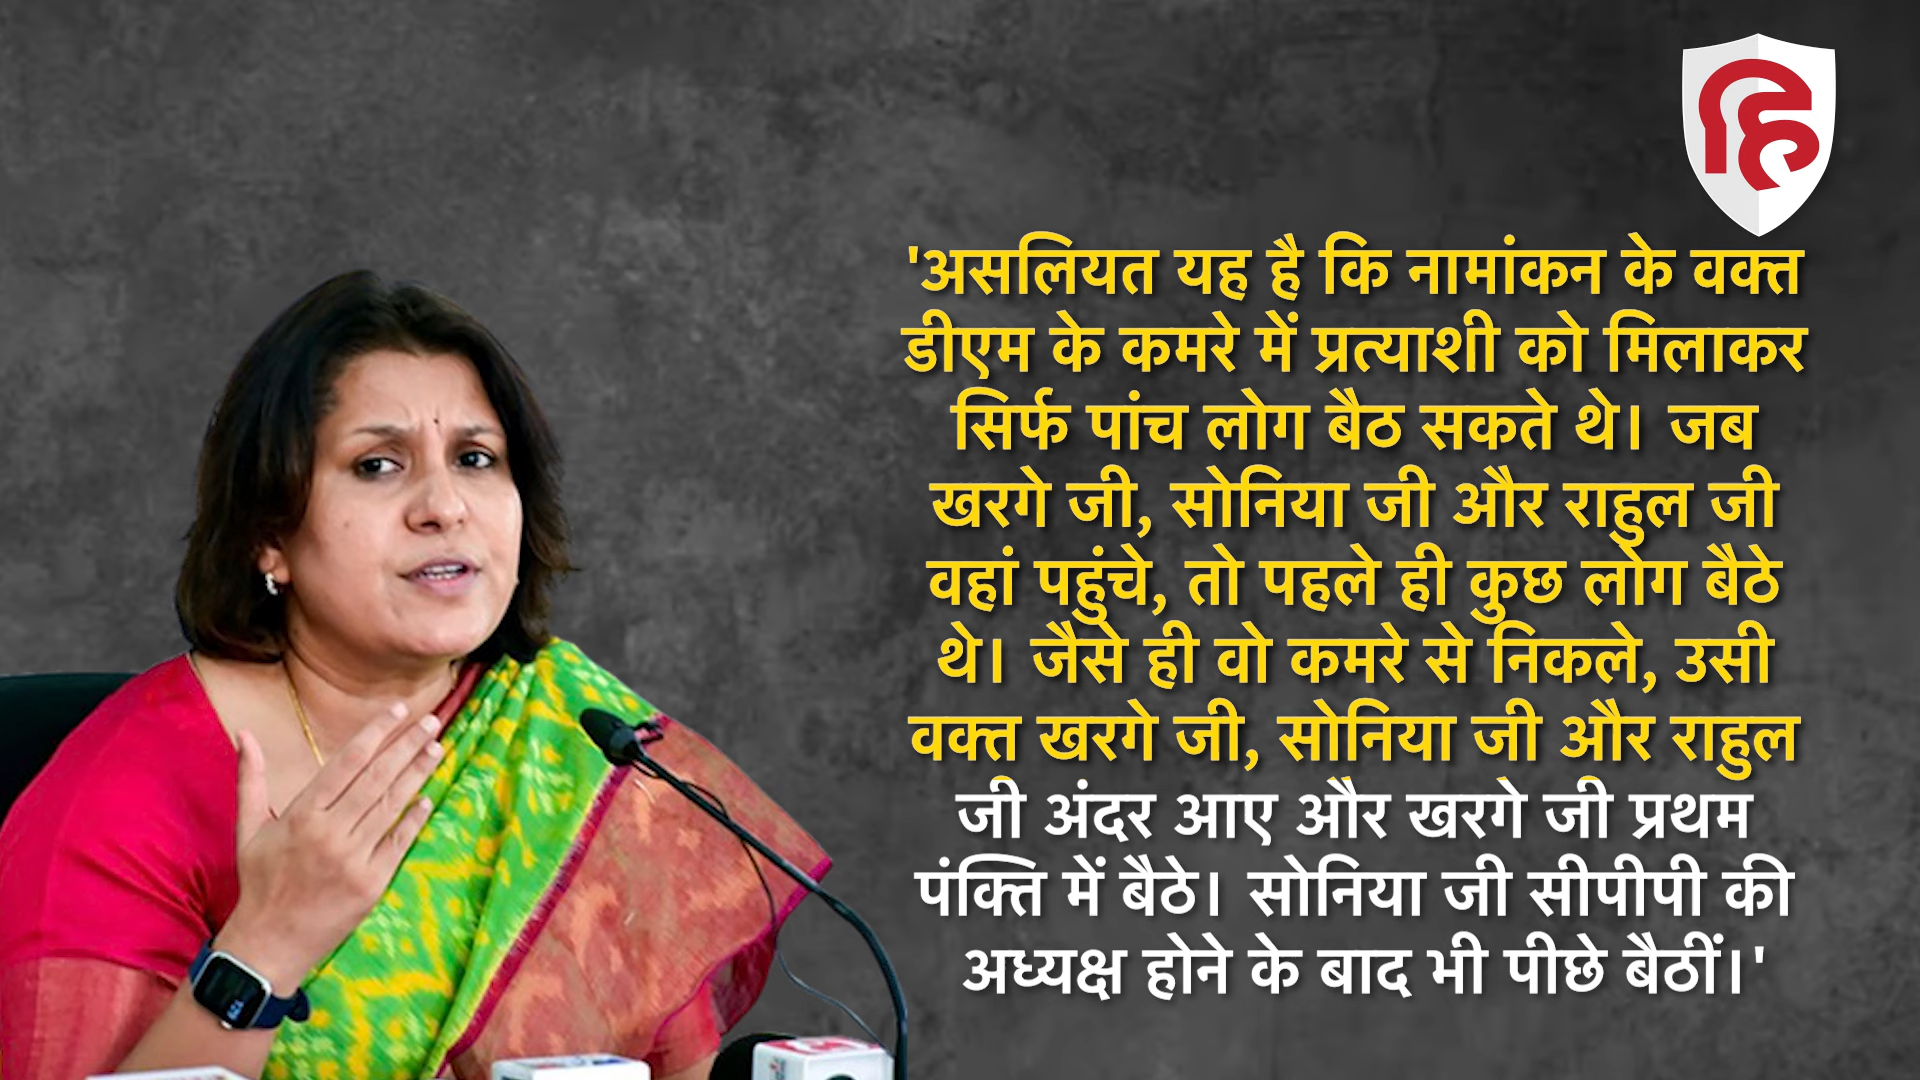 हि
'असलियत यह है कि नामांकन के वक्त
डीएम के कमरे में प्रत्याशी को मिलाकर
सिर्फ पांच लोग बैठ सकते थे। जब
खरगे जी, सोनिया जी और राहुल जी
वहां पहुंचे, तो पहले ही कुछ लोग बैठे
थे। जैसे ही वो कमरे से निकले, उसी
वक्त खरगे जी, सोनिया जी और राहुल
जी अंदर आए और खरगे जी प्रथम
पंक्ति में बैठे। सोनिया जी सीपीपी की
अध्यक्ष होने के बाद भी पीछे बैठीं।'